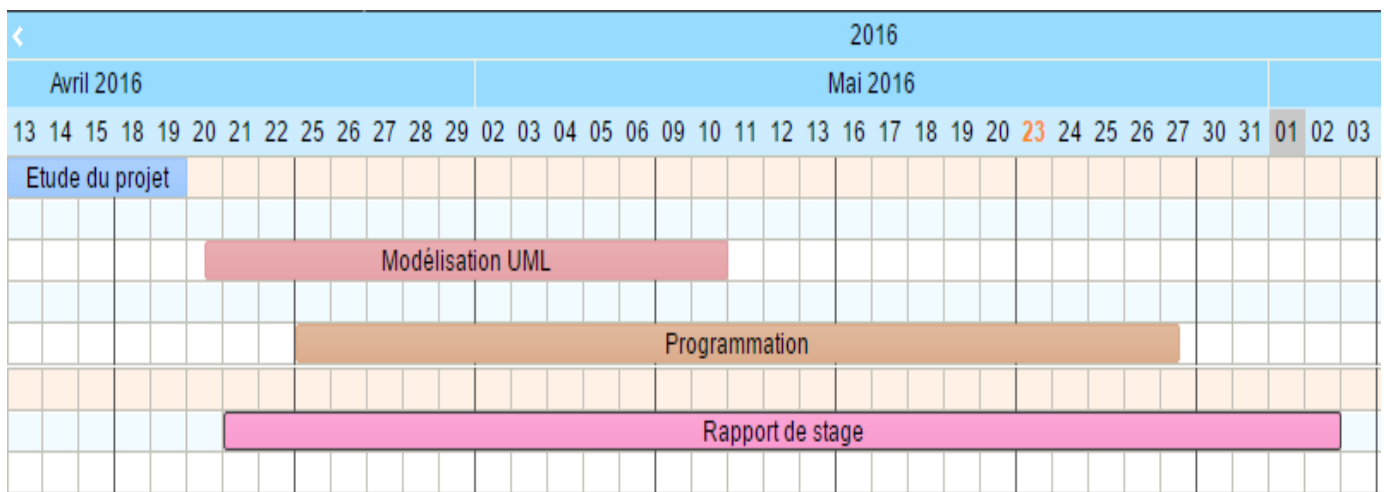 2016
Avril 2016 Mai 2016
13 14 15 18 19 20 21 22 25 26 27 28 29 02 03 04 05 06 09 10 11 12 13 16 17 18 19 20 23 24 25 26 27 30 31 01 02 03
Etude du projet
Modélisation UML
Programmation
Rapport de stage